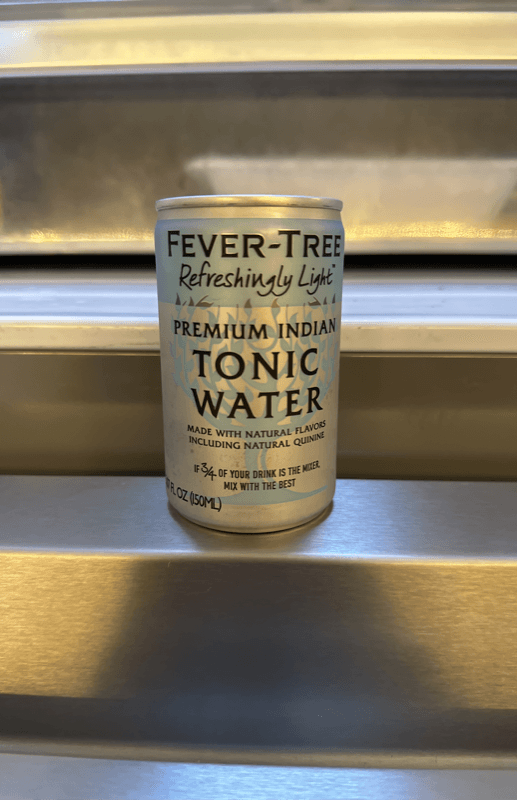 FEVER-TREE
Refreshingly Light™
PREMIUM INDIAN
TONIC
WATER
MADE WITH NATURAL FLAVORS
INCLUDING NATURAL QUININE
IF 3/4 OF YOUR DRINK IS THE MIXER,
MIX WITH THE BEST
FL OZ (150ML)